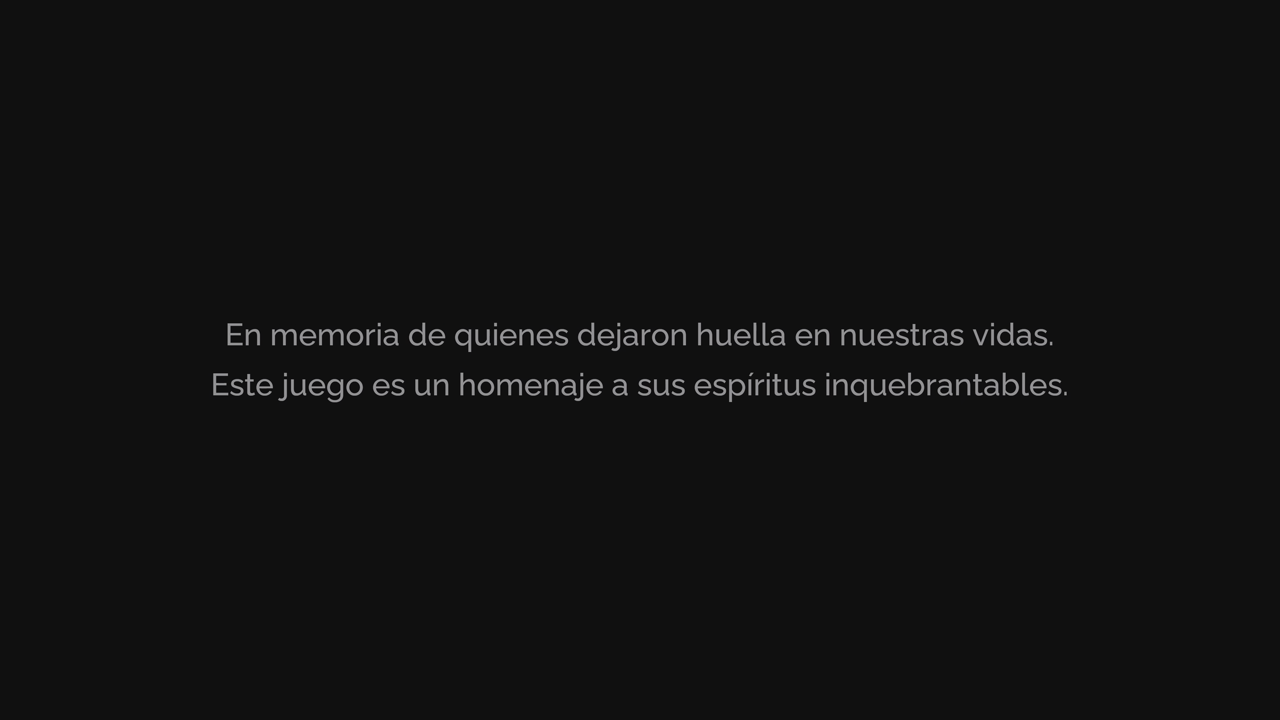 En memoria de quienes dejaron huella en nuestras vidas.
Este juego es un homenaje a sus espíritus inquebrantables.